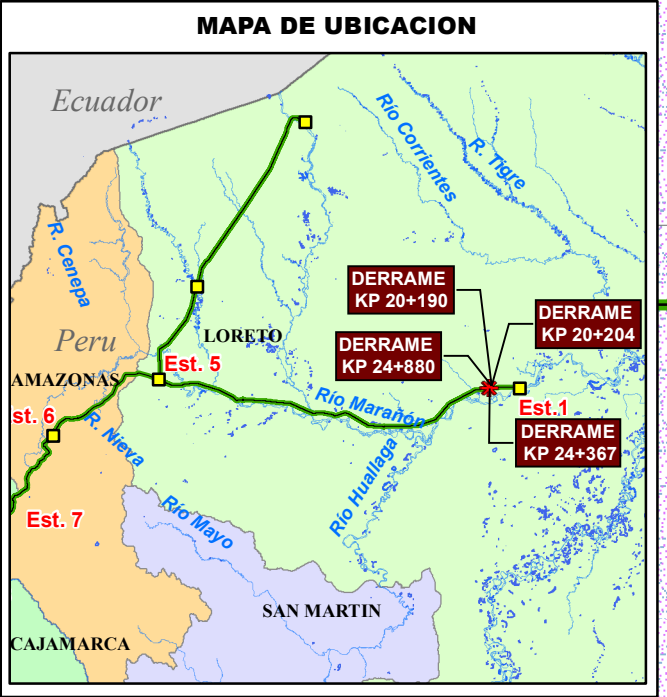 MAPA DE UBICACION
Ecuador
Río Corrientes
R. Tigre
R. Cenepa
DERRAME
KP 20+190
DERRAME
KP 20+204
Peru
LORETO
DERRAME
KP 24+880
Est. 5
AMAZONAS
Río Marañón
Est.1
st. 6
R. Nieva
DERRAME
KP 24+367
Río Huallaga
Río Mayo
Est. 7
SAN MARTIN
CAJAMARCA